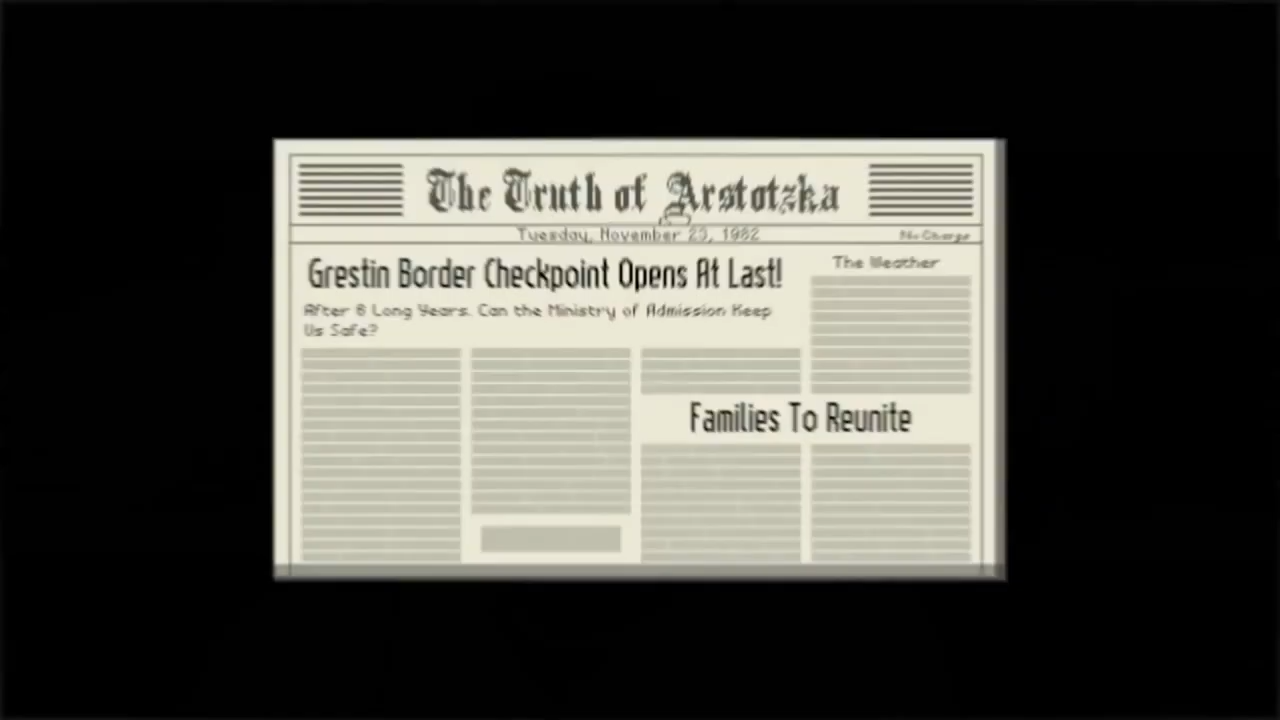 The Truth of Arstotzka
Tuesday, November 23, 1982
No Charge
Grestin Border Checkpoint Opens At Last!
The Weather
After 6 Long Years. Can the Ministry of Admission Keep
Us Safe?
Families To Reunite